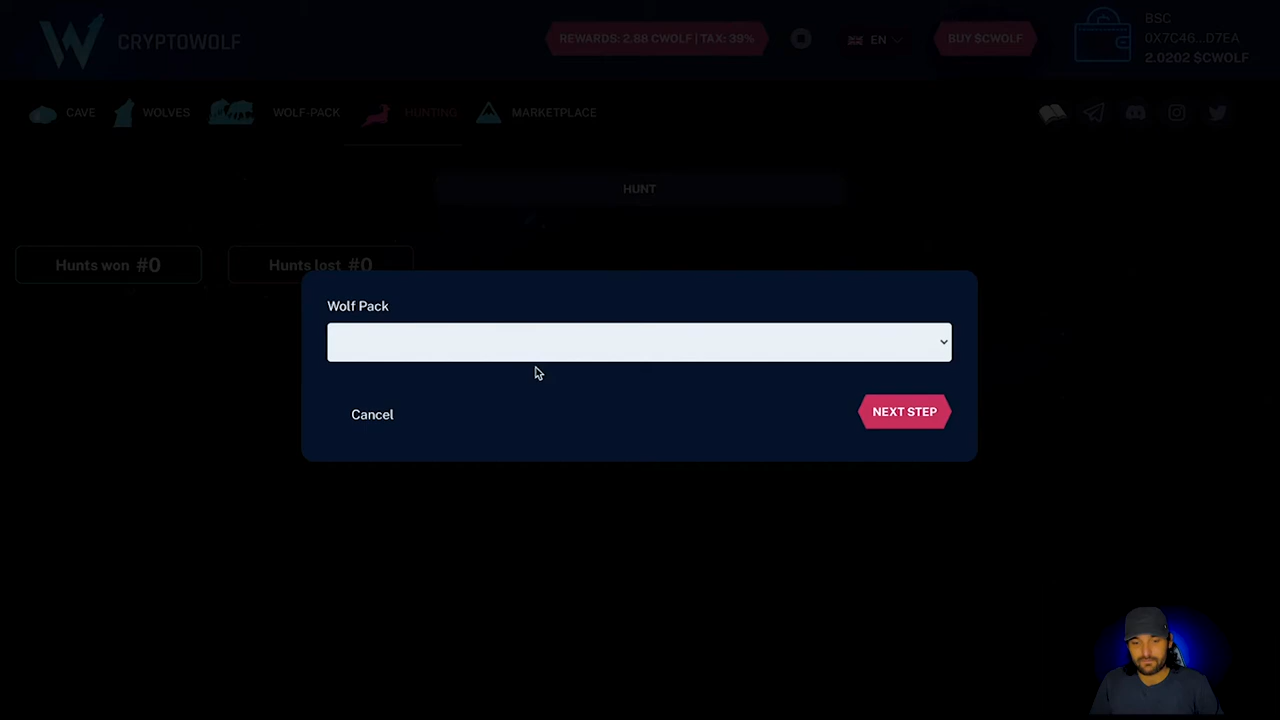 CRYPTOWOLF
REWARDS: 2.88 CWOLF | TAX: 39%
EN
BUY $CWOLF
BSC
0X7C46...D7EA
2.0202 $CWOLF
CAVE
WOLVES
WOLF-PACK
HUNTING
MARKETPLACE
HUNT
Hunts won #0
Hunts lost #0
Wolf Pack
Cancel
NEXT STEP